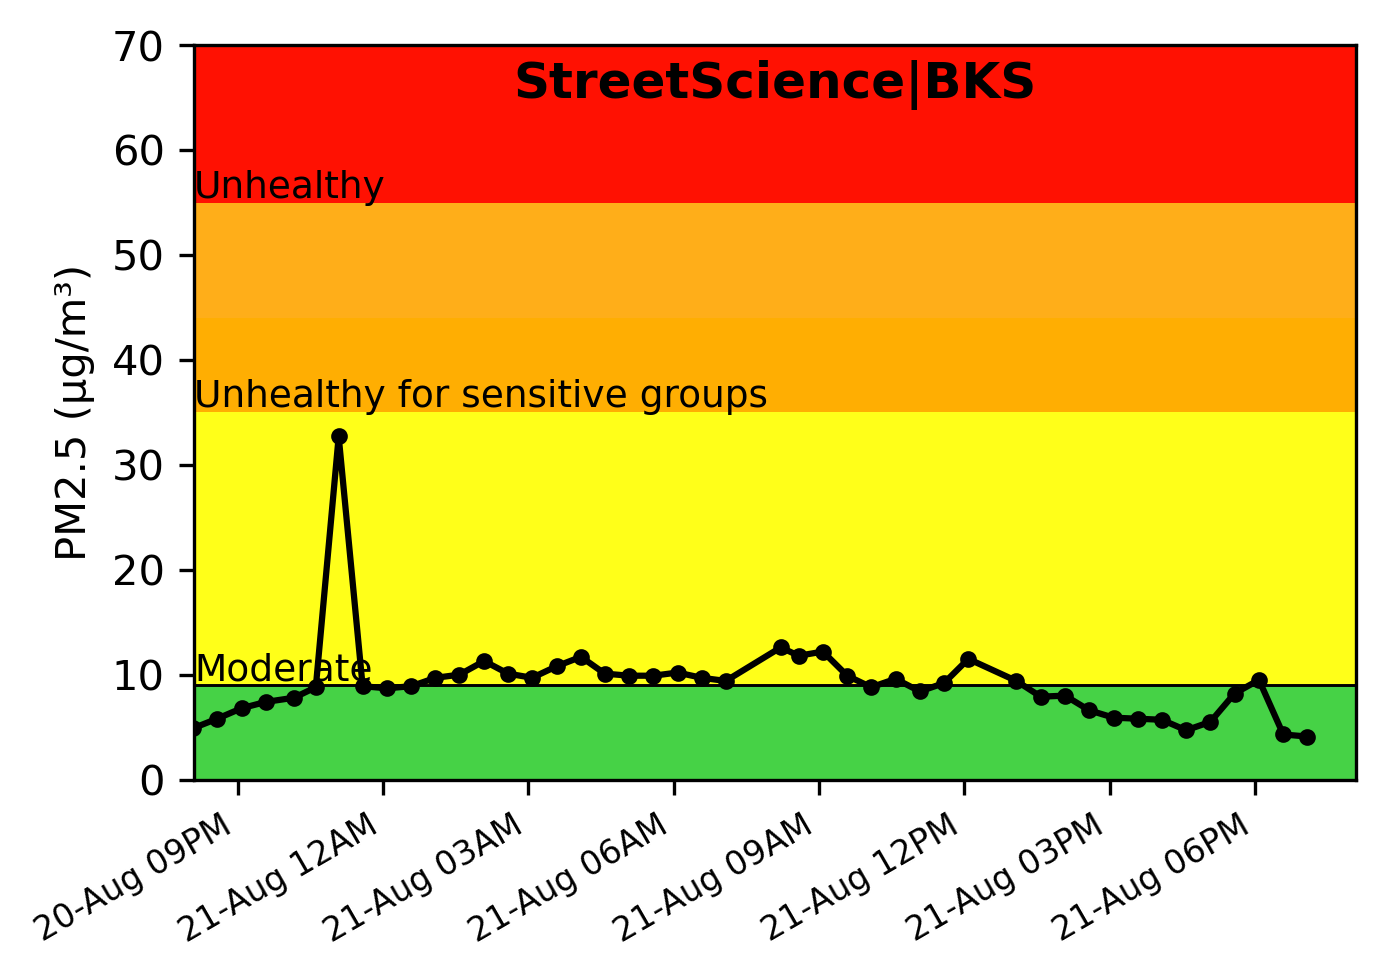 StreetScience|BKS
70
60
50
40
30
20
10
0
PM2.5 (µg/m³)
Unhealthy
Unhealthy for sensitive groups
Moderate
20-Aug 09PM
21-Aug 12AM
21-Aug 03AM
21-Aug 06AM
21-Aug 09AM
21-Aug 12PM
21-Aug 03PM
21-Aug 06PM